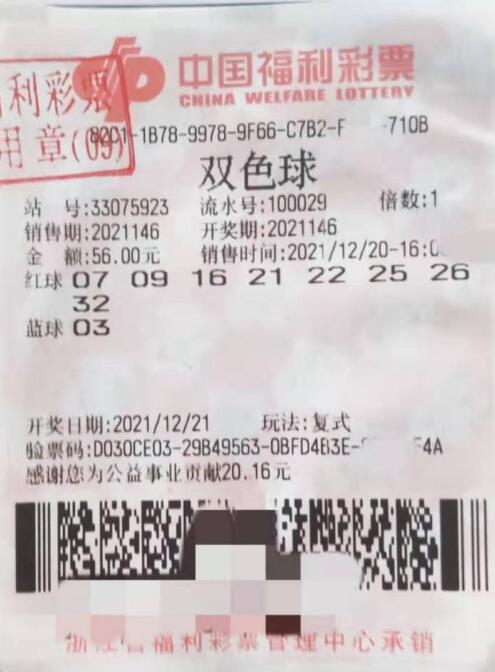 中国福利彩票
CHINA WELFARE LOTTERY
利彩票
用章(09)
82C1-1B78-9978-9F66-C7B2-F -710B
双色球
站 号:33075923 流水号:100029 倍数:1
销售期:2021146 开奖期:2021146
金 额:56.00元 销售时间:2021/12/20-16:0
红球 07 09 16 21 22 25 26
32
蓝球 03
开奖日期:2021/12/21 玩法:复式
验票码:D030CE03-29B49563-0BFD4B3E- 4A
感谢您为公益事业贡献20.16元
浙江省福利彩票管理中心承销